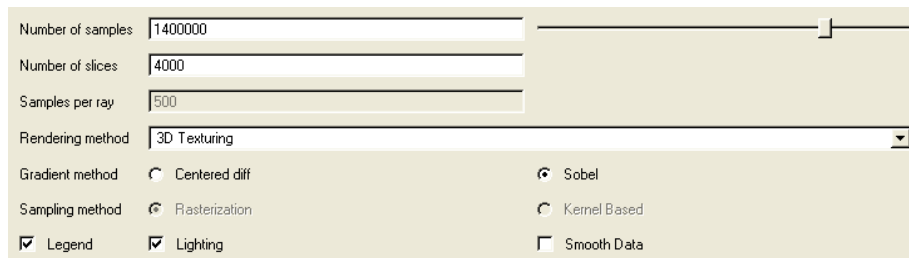 Number of samples 1400000
Number of slices 4000
Samples per ray 500
Rendering method 3D Texturing
Gradient method Centered diff Sobel
Sampling method Rasterization Kernel Based
Legend Lighting Smooth Data